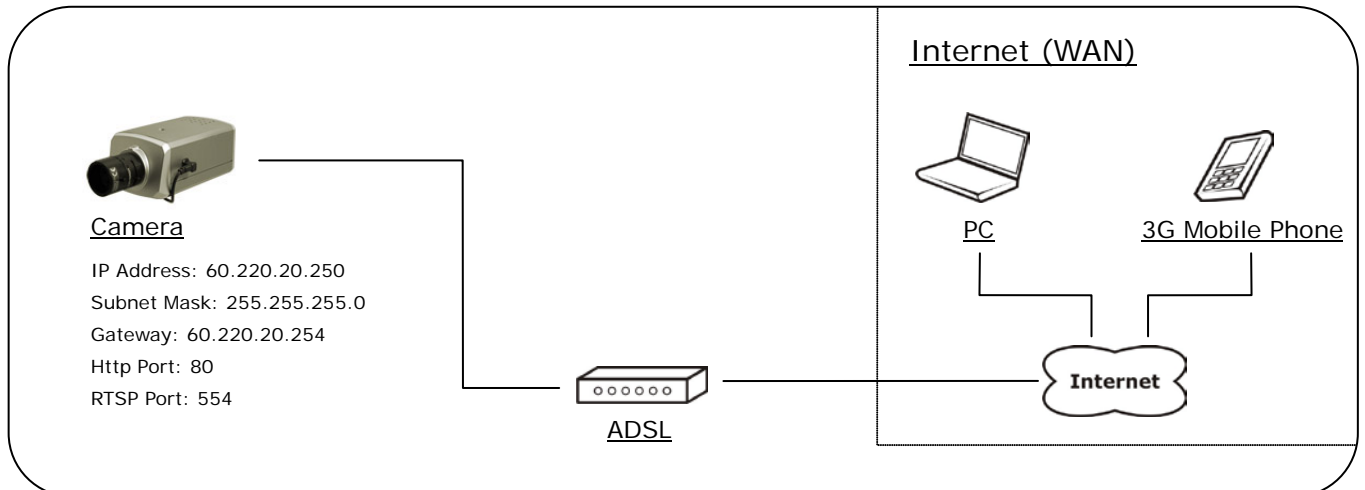 Internet (WAN)
Camera
PC
3G Mobile Phone
IP Address: 60.220.20.250
Subnet Mask: 255.255.255.0
Gateway: 60.220.20.254
Http Port: 80
RTSP Port: 554
Internet
ADSL